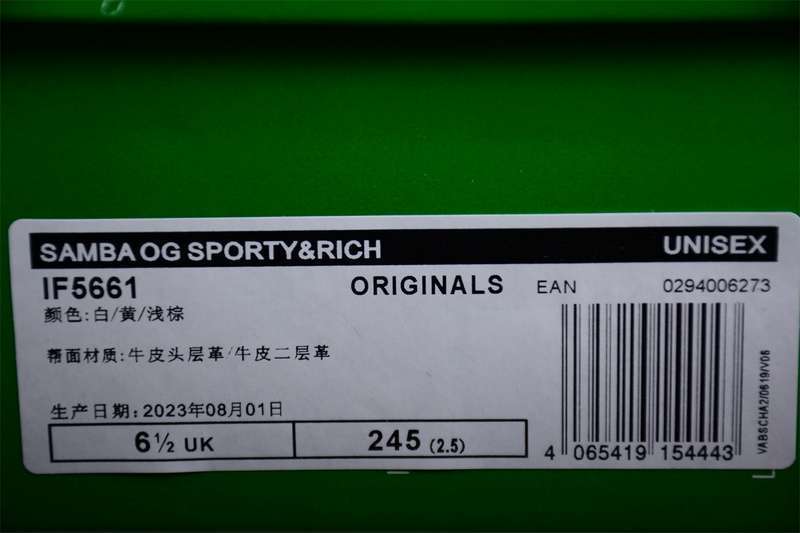 SAMBA OG SPORTY&RICH UNISEX
IF5661 ORIGINALS EAN 0294006273
颜色:白/黄/浅棕
帮面材质:牛皮头层革/牛皮二层革
生产日期:2023年08月01日
6½ UK 245 (2.5)
4 065419 154443
VABSCHA2/0619/V06